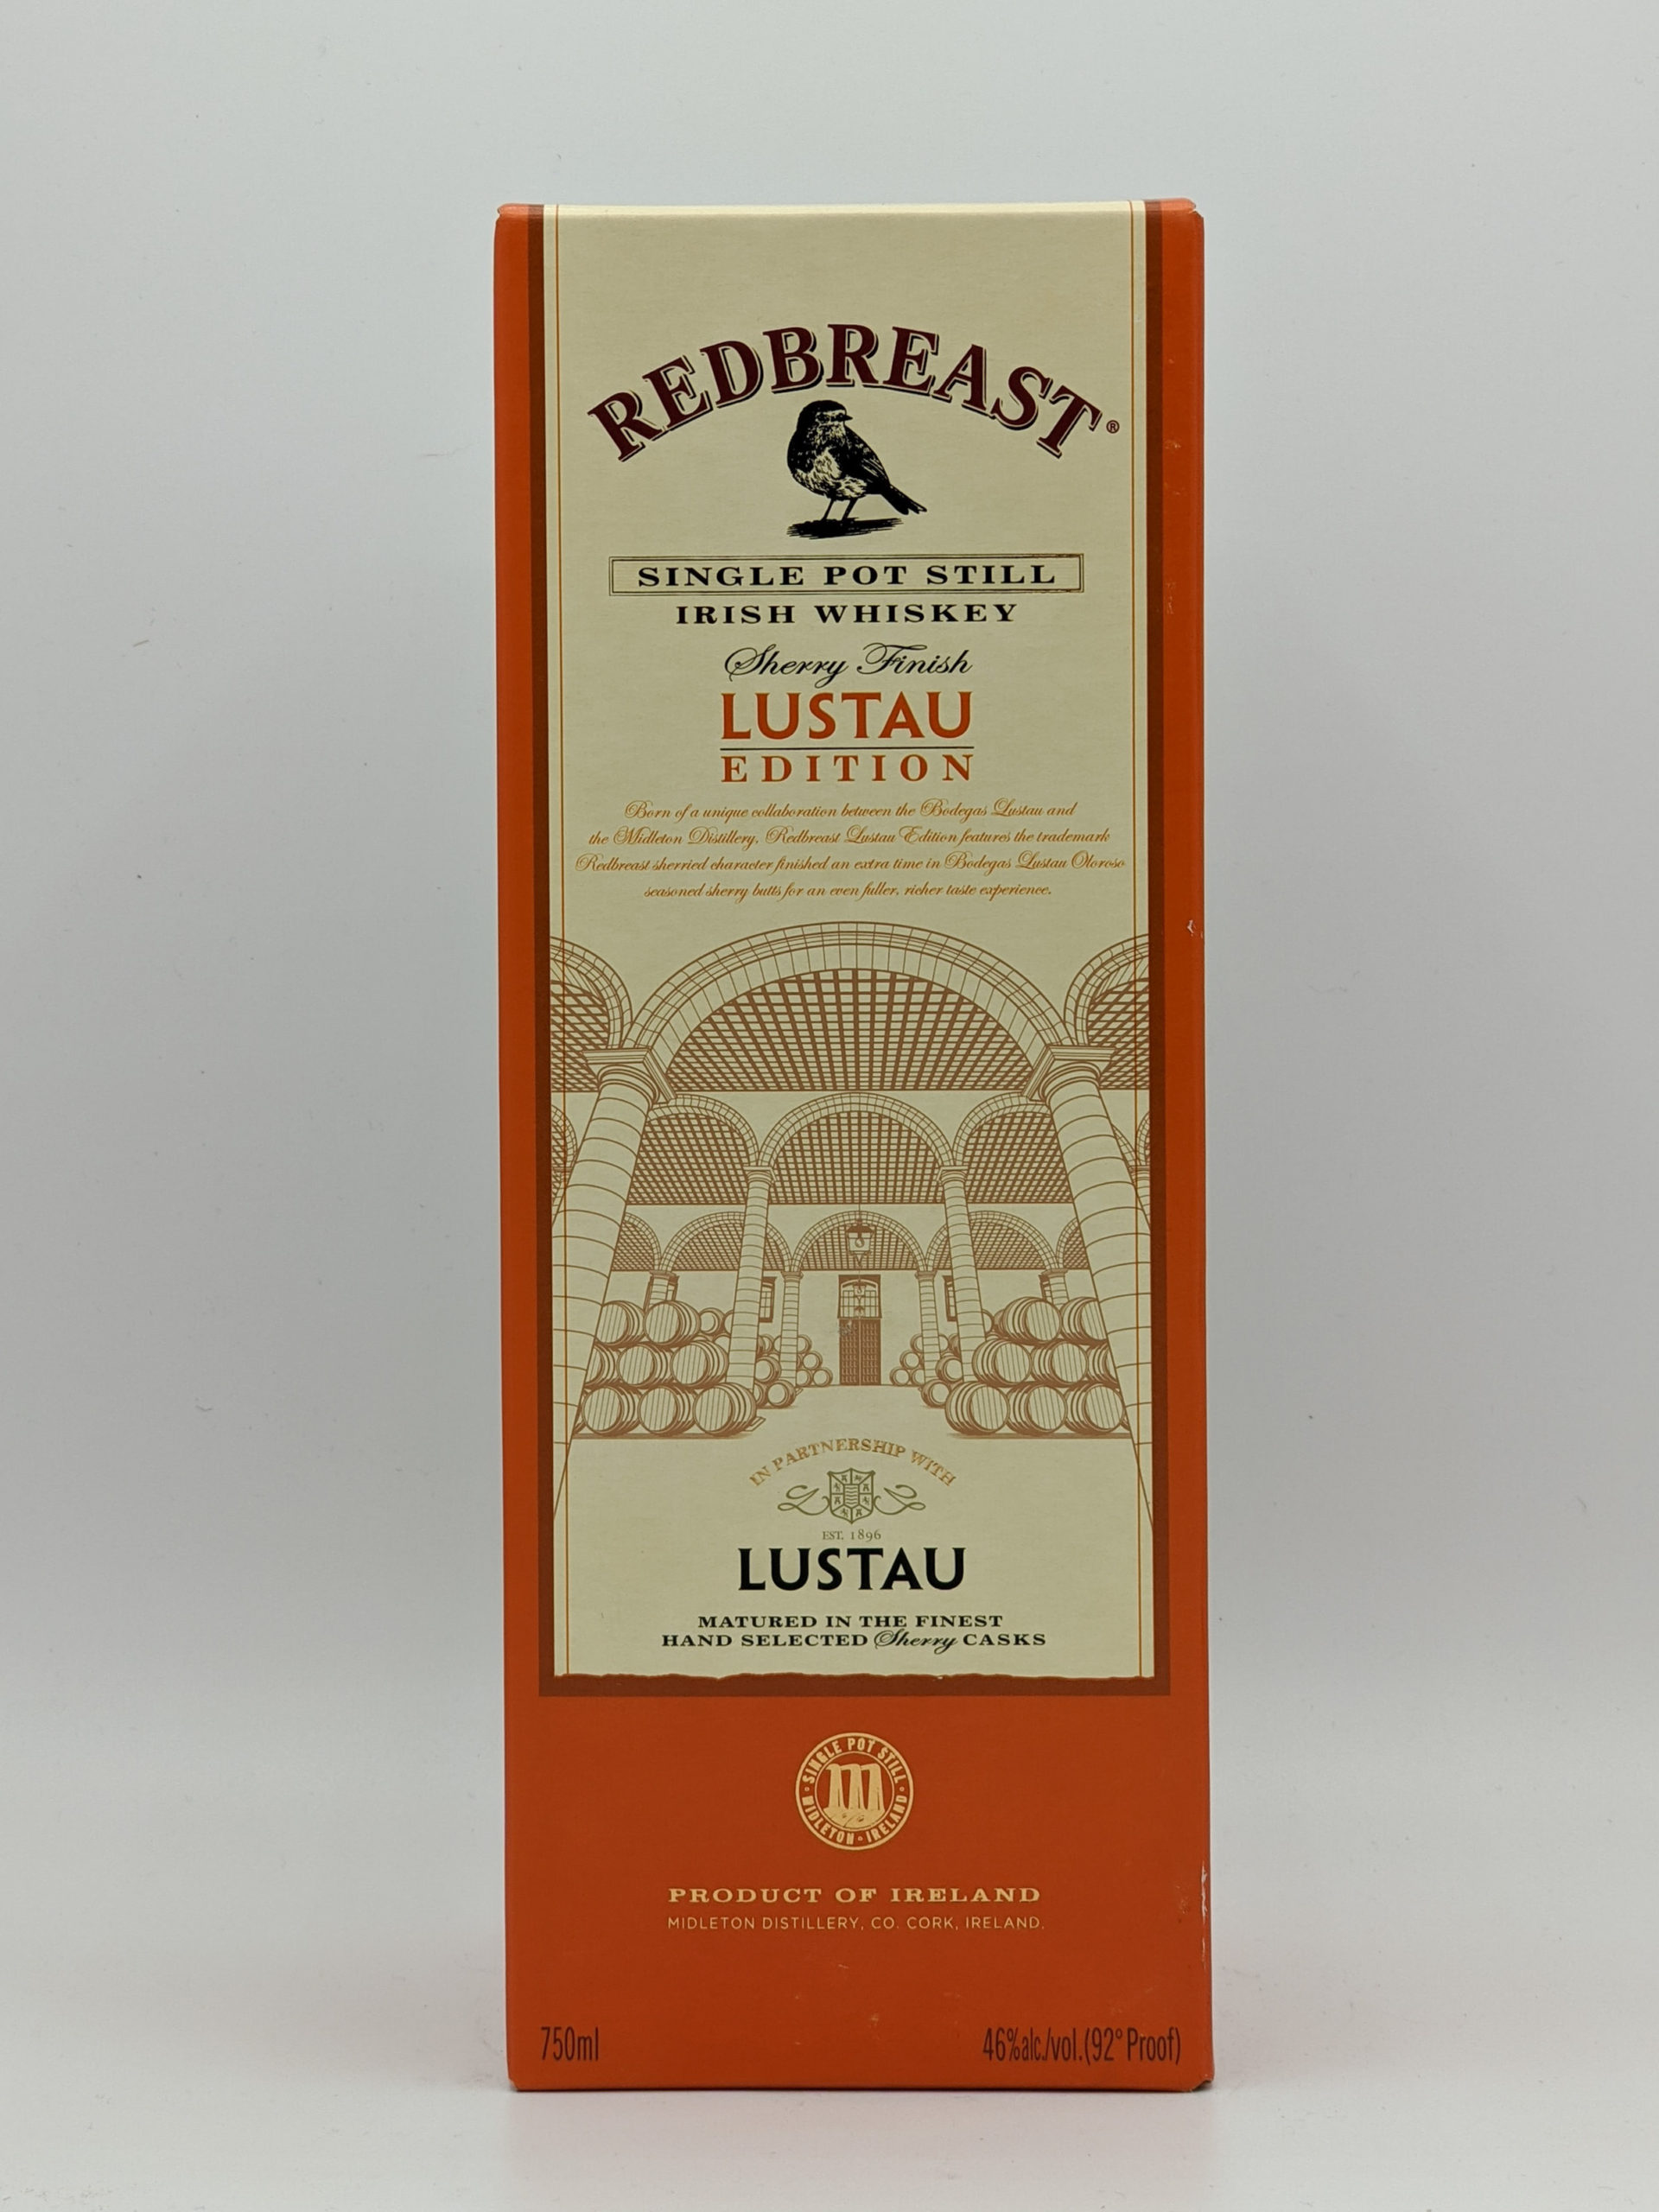 REDBREAST®
SINGLE POT STILL
IRISH WHISKEY
Sherry Finish
LUSTAU
EDITION
Born of a unique collaboration between the Bodegas Lustau and
the Midleton Distillery, Redbreast Lustau Edition features the trademark
Redbreast sherried character finished an extra time in Bodegas Lustau Oloroso
seasoned sherry butts for an even fuller, richer taste experience.
IN PARTNERSHIP WITH
EST. 1896
LUSTAU
MATURED IN THE FINEST
HAND SELECTED Sherry CASKS
SINGLE POT STILL
MIDLETON • IRELAND
PRODUCT OF IRELAND
MIDLETON DISTILLERY, CO. CORK, IRELAND.
750ml
46%alc./vol.(92° Proof)